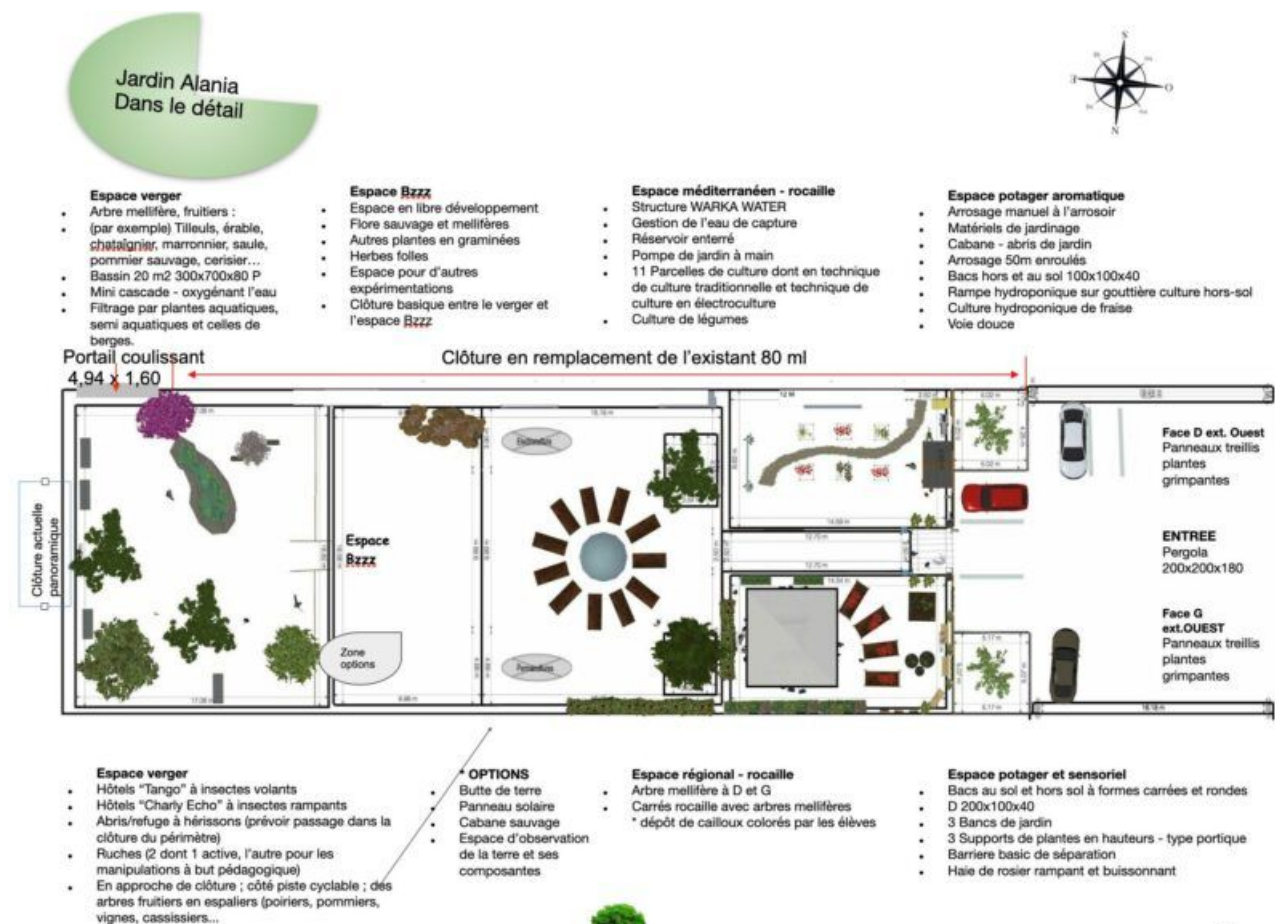 Jardin Alania
Dans le détail
S
E
O
N
Espace verger
Arbre mellifère, fruitiers :
(par exemple) Tilleuls, érable,
chataîgnier, marronnier, saule,
pommier sauvage, cerisier...
Bassin 20 m2 300x700x80 P
Mini cascade - oxygénant l'eau
Filtrage par plantes aquatiques,
semi aquatiques et celles de
berges.
Espace Bzzz
Espace en libre développement
Flore sauvage et mellifères
Autres plantes en graminées
Herbes folles
Espace pour d'autres
expérimentations
Clôture basique entre le verger et
l'espace Bzzz
Espace méditerranéen - rocaille
Structure WARKA WATER
Gestion de l'eau de capture
Réservoir enterré
Pompe de jardin à main
11 Parcelles de culture dont en technique
de culture traditionnelle et technique de
culture en électroculture
Culture de légumes
Espace potager aromatique
Arrosage manuel à l'arrosoir
Matériels de jardinage
Cabane - abris de jardin
Arrosage 50m enroulés
Bacs hors et au sol 100x100x40
Rampe hydroponique sur gouttière culture hors-sol
Culture hydroponique de fraise
Voie douce
Portail coulissant
4,94 x 1,60
Clôture en remplacement de l'existant 80 ml
Clôture actuelle
panoramique
Espace
Bzzz
Zone
options
12.70 m
12.70 m
Face D ext. Ouest
Panneaux treillis
plantes
grimpantes
ENTREE
Pergola
200x200x180
Face G
ext.OUEST
Panneaux treillis
plantes
grimpantes
Espace verger
Hôtels "Tango" à insectes volants
Hôtels "Charly Echo" à insectes rampants
Abris/refuge à hérissons (prévoir passage dans la
clôture du périmètre)
Ruches (2 dont 1 active, l'autre pour les
manipulations à but pédagogique)
En approche de clôture ; côté piste cyclable ; des
arbres fruitiers en espaliers (poiriers, pommiers,
vignes, cassissiers...
* OPTIONS
Butte de terre
Panneau solaire
Cabane sauvage
Espace d'observation
de la terre et ses
composantes
Espace régional - rocaille
Arbre mellifère à D et G
Carrés rocaille avec arbres mellifères
* dépôt de cailloux colorés par les élèves
Espace potager et sensoriel
Bacs au sol et hors sol à formes carrées et rondes
D 200x100x40
3 Bancs de jardin
3 Supports de plantes en hauteurs - type portique
Barriere basic de séparation
Haie de rosier rampant et buissonnant